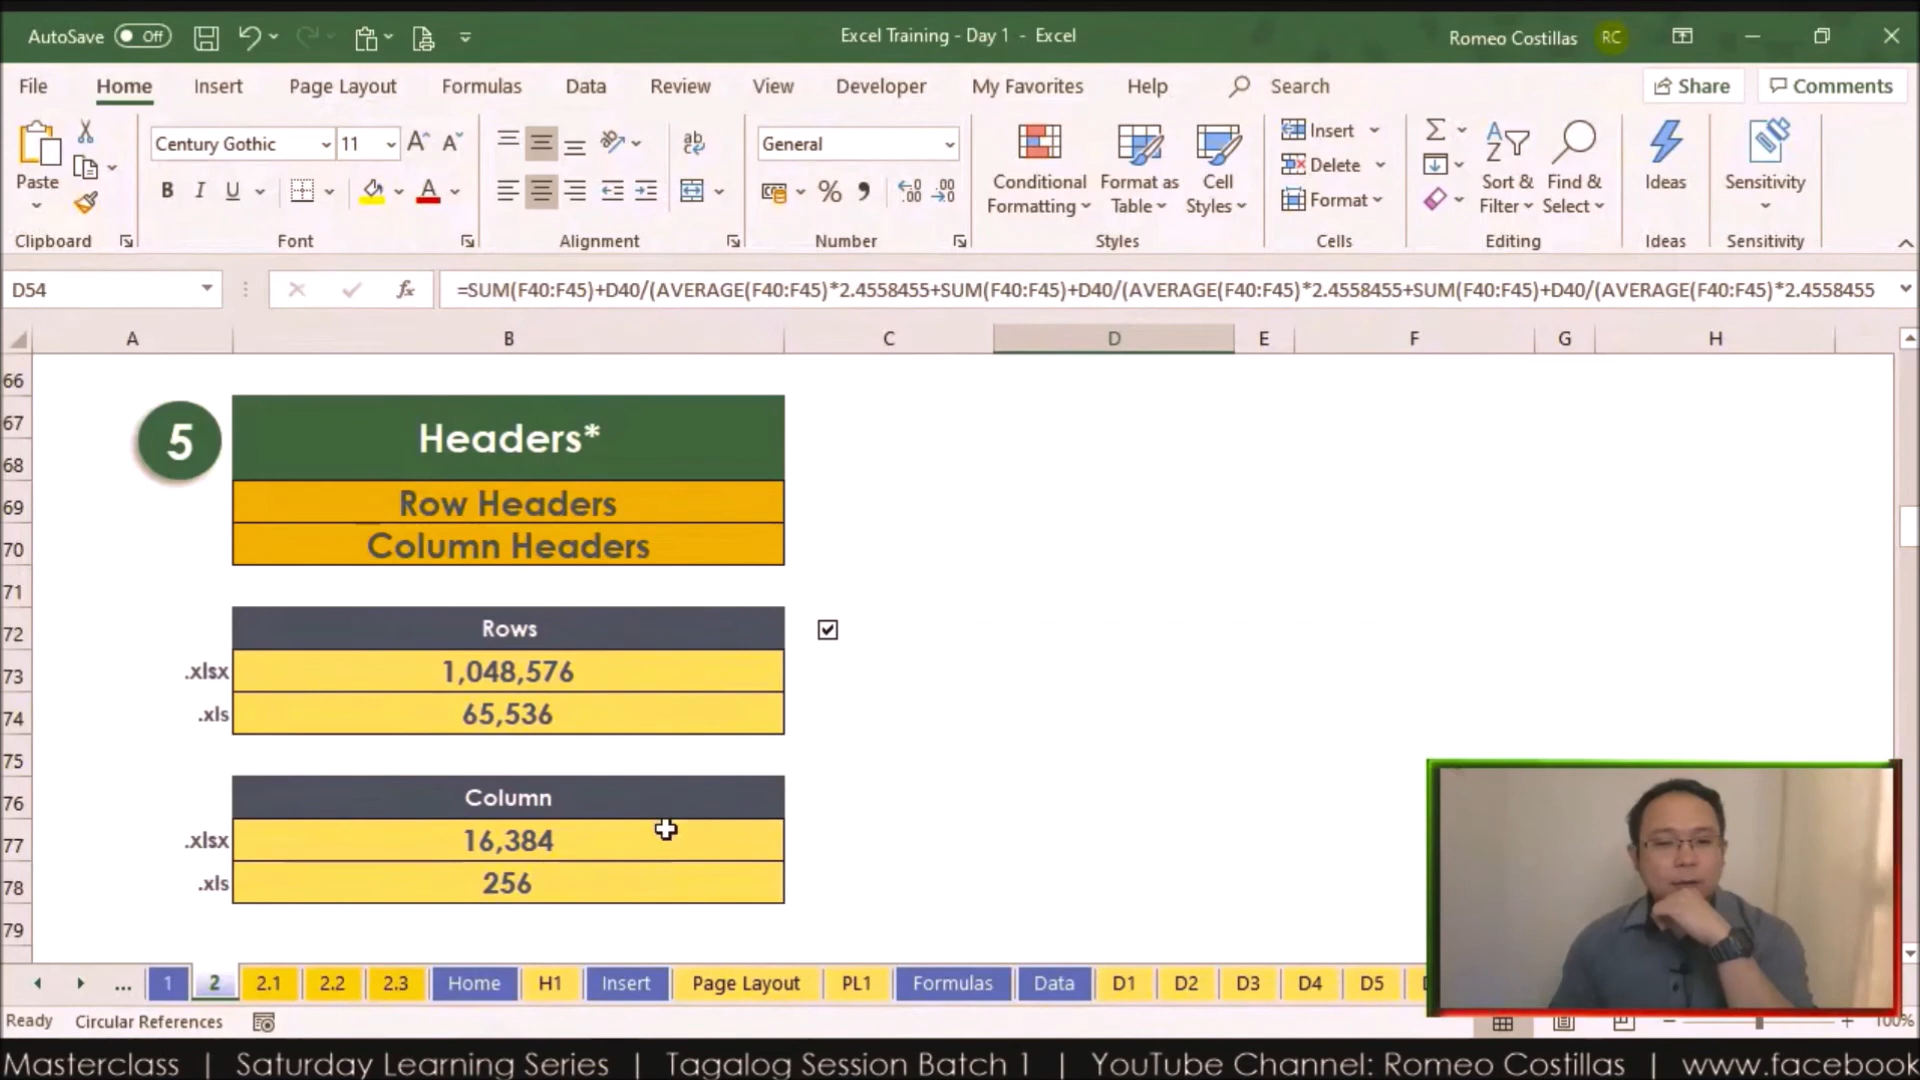 AutoSave Off Excel Training - Day 1 - Excel Romeo Costillas RC
File Home Insert Page Layout Formulas Data Review View Developer My Favorites Help Search Share Comments
Paste
Clipboard
Century Gothic 11
B I U A
Font
ab
Alignment
General
% .00 .00
Number
Conditional Formatting
Format as Table
Cell Styles
Styles
Insert
Delete
Format
Cells
Sort & Filter
Find & Select
Editing
Ideas
Ideas
Sensitivity
Sensitivity
D54 fx =SUM(F40:F45)+D40/(AVERAGE(F40:F45)*2.4558455+SUM(F40:F45)+D40/(AVERAGE(F40:F45)*2.4558455+SUM(F40:F45)+D40/(AVERAGE(F40:F45)*2.4558455
A B C D E F G H
66
67
5 Headers*
68
69 Row Headers
70 Column Headers
71
72 Rows
73 .xlsx 1,048,576
74 .xls 65,536
75
76 Column
77 .xlsx 16,384
78 .xls 256
79
... 1 2 2.1 2.2 2.3 Home H1 Insert Page Layout PL1 Formulas Data D1 D2 D3 D4 D5
Ready Circular References 100%
Masterclass | Saturday Learning Series | Tagalog Session Batch 1 | YouTube Channel: Romeo Costillas | www.facebook